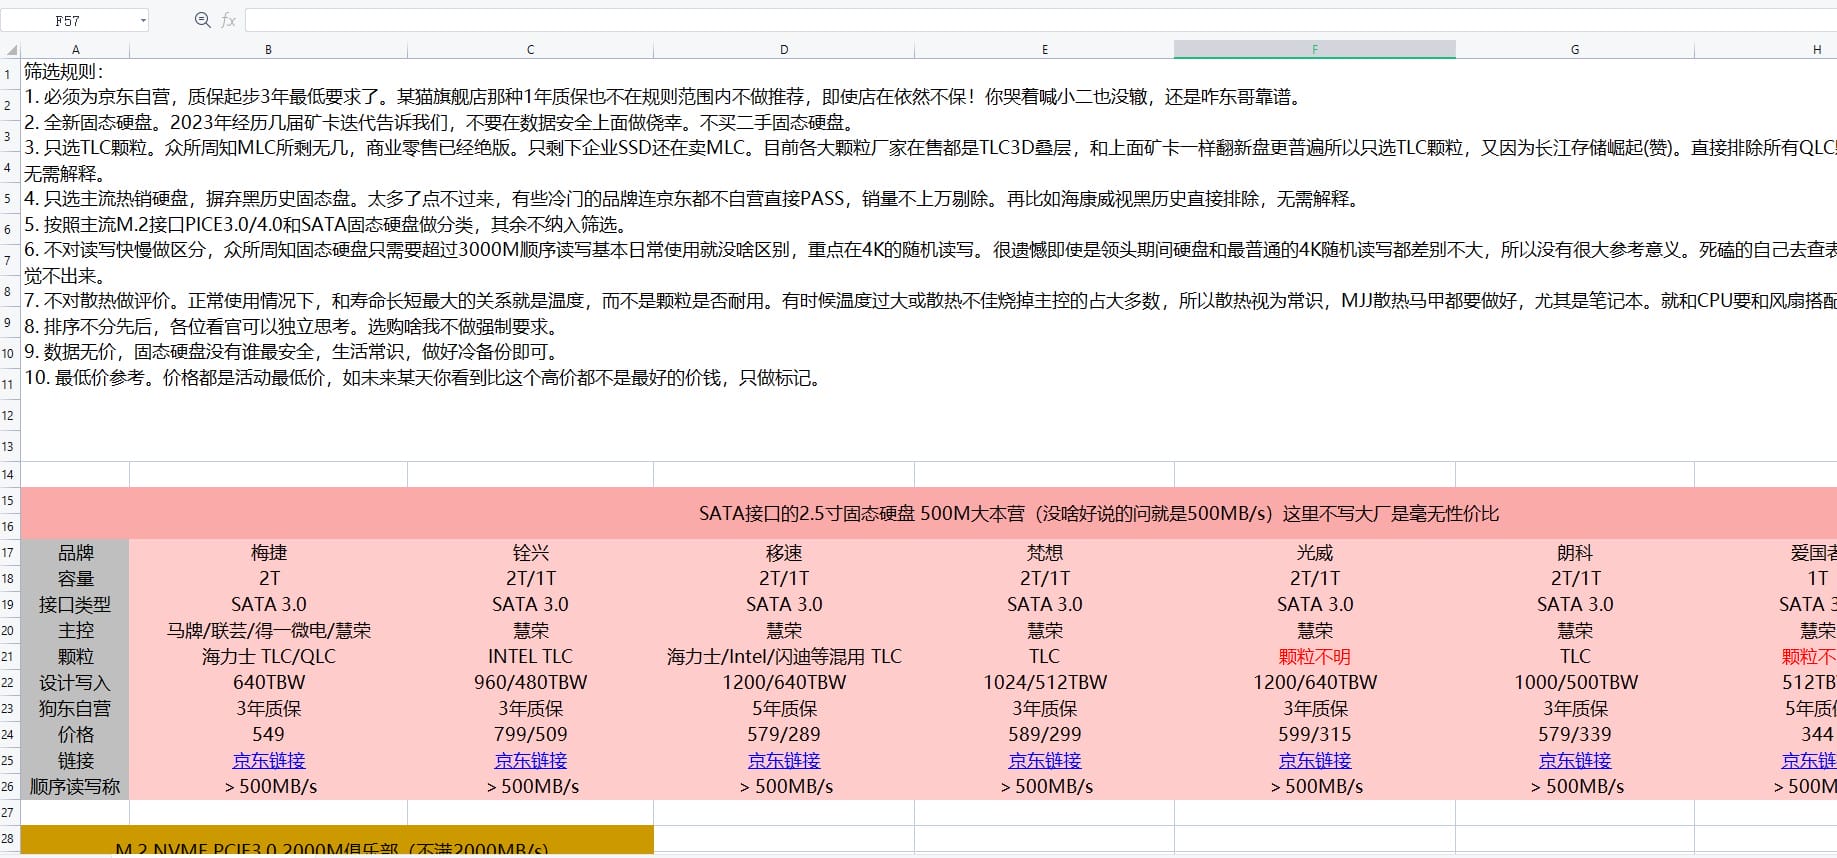 F57
fx
A B C D E F G H
1 筛选规则：
2 1. 必须为京东自营，质保起步3年最低要求了。某猫旗舰店那种1年质保也不在规则范围内不做推荐，即使店在依然不保！你哭着喊小二也没辙，还是咋东哥靠谱。
2. 全新固态硬盘。2023年经历几届矿卡迭代告诉我们，不要在数据安全上面做侥幸。不买二手固态硬盘。
3 3. 只选TLC颗粒。众所周知MLC所剩无几，商业零售已经绝版。只剩下企业SSD还在卖MLC。目前各大颗粒厂家在售都是TLC3D叠层，和上面矿卡一样翻新盘更普遍所以只选TLC颗粒，又因为长江存储崛起(赞)。直接排除所有QLC
4 无需解释。
5 4. 只选主流热销硬盘，摒弃黑历史固态盘。太多了点不过来，有些冷门的品牌连京东都不自营直接PASS，销量不上万剔除。再比如海康威视黑历史直接排除，无需解释。
6 5. 按照主流M.2接口PICE3.0/4.0和SATA固态硬盘做分类，其余不纳入筛选。
7 6. 不对读写快慢做区分，众所周知固态硬盘只需要超过3000M顺序读写基本日常使用就没啥区别，重点在4K的随机读写。很遗憾即使是领头期间硬盘和最普通的4K随机读写都差别不大，所以没有很大参考意义。死磕的自己去查表
觉不出来。
8 7. 不对散热做评价。正常使用情况下，和寿命长短最大的关系就是温度，而不是颗粒是否耐用。有时候温度过大或散热不佳烧掉主控的占大多数，所以散热视为常识，MJJ散热马甲都要做好，尤其是笔记本。就和CPU要和风扇搭配
9 8. 排序不分先后，各位看官可以独立思考。选购啥我不做强制要求。
10 9. 数据无价，固态硬盘没有谁最安全，生活常识，做好冷备份即可。
11 10. 最低价参考。价格都是活动最低价，如未来某天你看到比这个高价都不是最好的价钱，只做标记。
12
13
14
15
16 SATA接口的2.5寸固态硬盘 500M大本营（没啥好说的问就是500MB/s）这里不写大厂是毫无性价比
17 品牌 梅捷 铨兴 移速 梵想 光威 朗科 爱国者
18 容量 2T 2T/1T 2T/1T 2T/1T 2T/1T 2T/1T 1T
19 接口类型 SATA 3.0 SATA 3.0 SATA 3.0 SATA 3.0 SATA 3.0 SATA 3.0 SATA 3
20 主控 马牌/联芸/得一微电/慧荣 慧荣 慧荣 慧荣 慧荣 慧荣 慧荣
21 颗粒 海力士 TLC/QLC INTEL TLC 海力士/Intel/闪迪等混用 TLC TLC 颗粒不明 TLC 颗粒不
22 设计写入 640TBW 960/480TBW 1200/640TBW 1024/512TBW 1200/640TBW 1000/500TBW 512TB
23 狗东自营 3年质保 3年质保 5年质保 3年质保 3年质保 3年质保 5年质
24 价格 549 799/509 579/289 589/299 599/315 579/339 344
25 链接 京东链接 京东链接 京东链接 京东链接 京东链接 京东链接 京东链
26 顺序读写称 > 500MB/s > 500MB/s > 500MB/s > 500MB/s > 500MB/s > 500MB/s > 500M
27
28 M.2 NVME PCIE3.0 2000M俱乐部（不满2000MB/s）